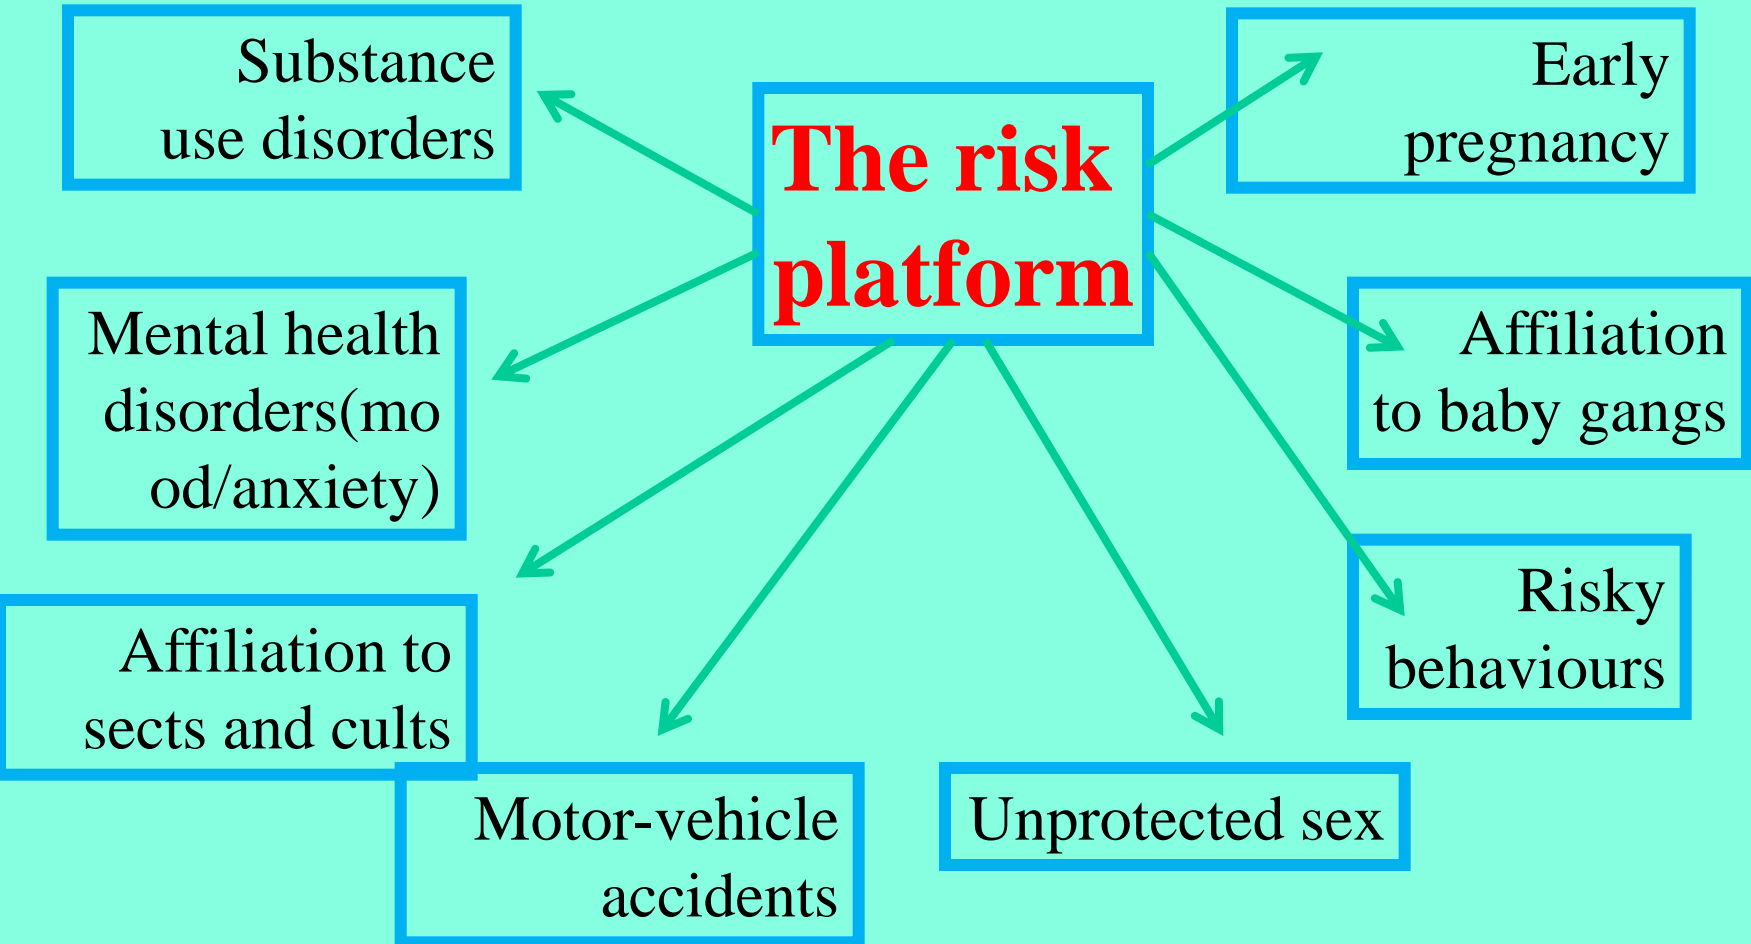 Substance
use disorders
The risk
platform
Early
pregnancy
Mental health
disorders(mo
od/anxiety)
Affiliation
to baby gangs
Affiliation to
sects and cults
Risky
behaviours
Motor-vehicle
accidents
Unprotected sex